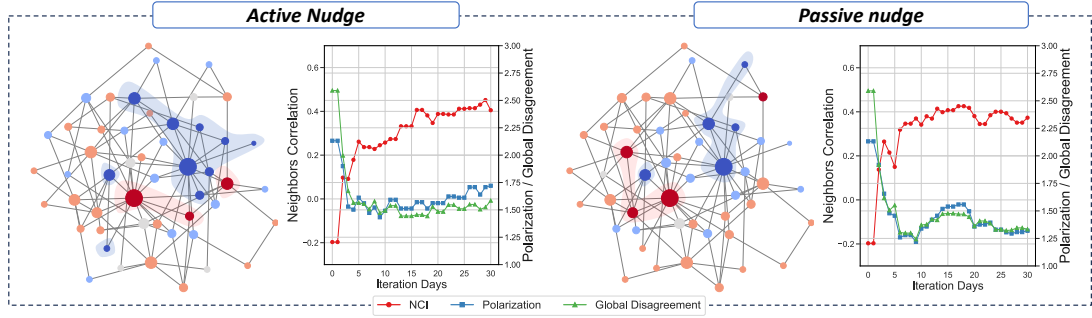 Active Nudge
Passive nudge
Neighbors Correlation
0.6
0.4
0.2
0.0
−0.2
3.00
2.75
2.50
2.25
2.00
1.75
1.50
1.25
1.00
Polarization / Global Disagreement
0 5 10 15 20 25 30
Iteration Days
Neighbors Correlation
0.6
0.4
0.2
0.0
−0.2
3.00
2.75
2.50
2.25
2.00
1.75
1.50
1.25
1.00
Polarization / Global Disagreement
0 5 10 15 20 25 30
Iteration Days
NCI Polarization Global Disagreement